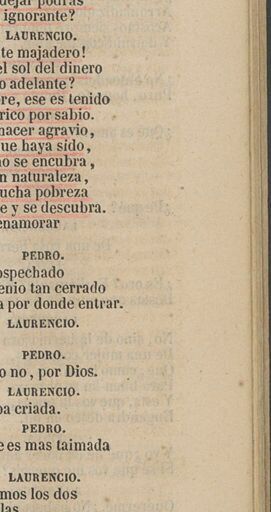 dejar podrás
ignorante?
LAURENCIO.
te majadero!
el sol del dinero
o adelante?
re, ese es tenido
rico por sabio.
hacer agravio,
ue haya sido,
o se encubra,
n naturaleza,
ucha pobreza
e y se descubra.
enamorar
PEDRO.
ospechado
enio tan cerrado
a por donde entrar.
LAURENCIO.
PEDRO.
o no, por Dios.
LAURENCIO.
oa criada.
PEDRO.
e es mas taimada
LAURENCIO.
mos los dos
las